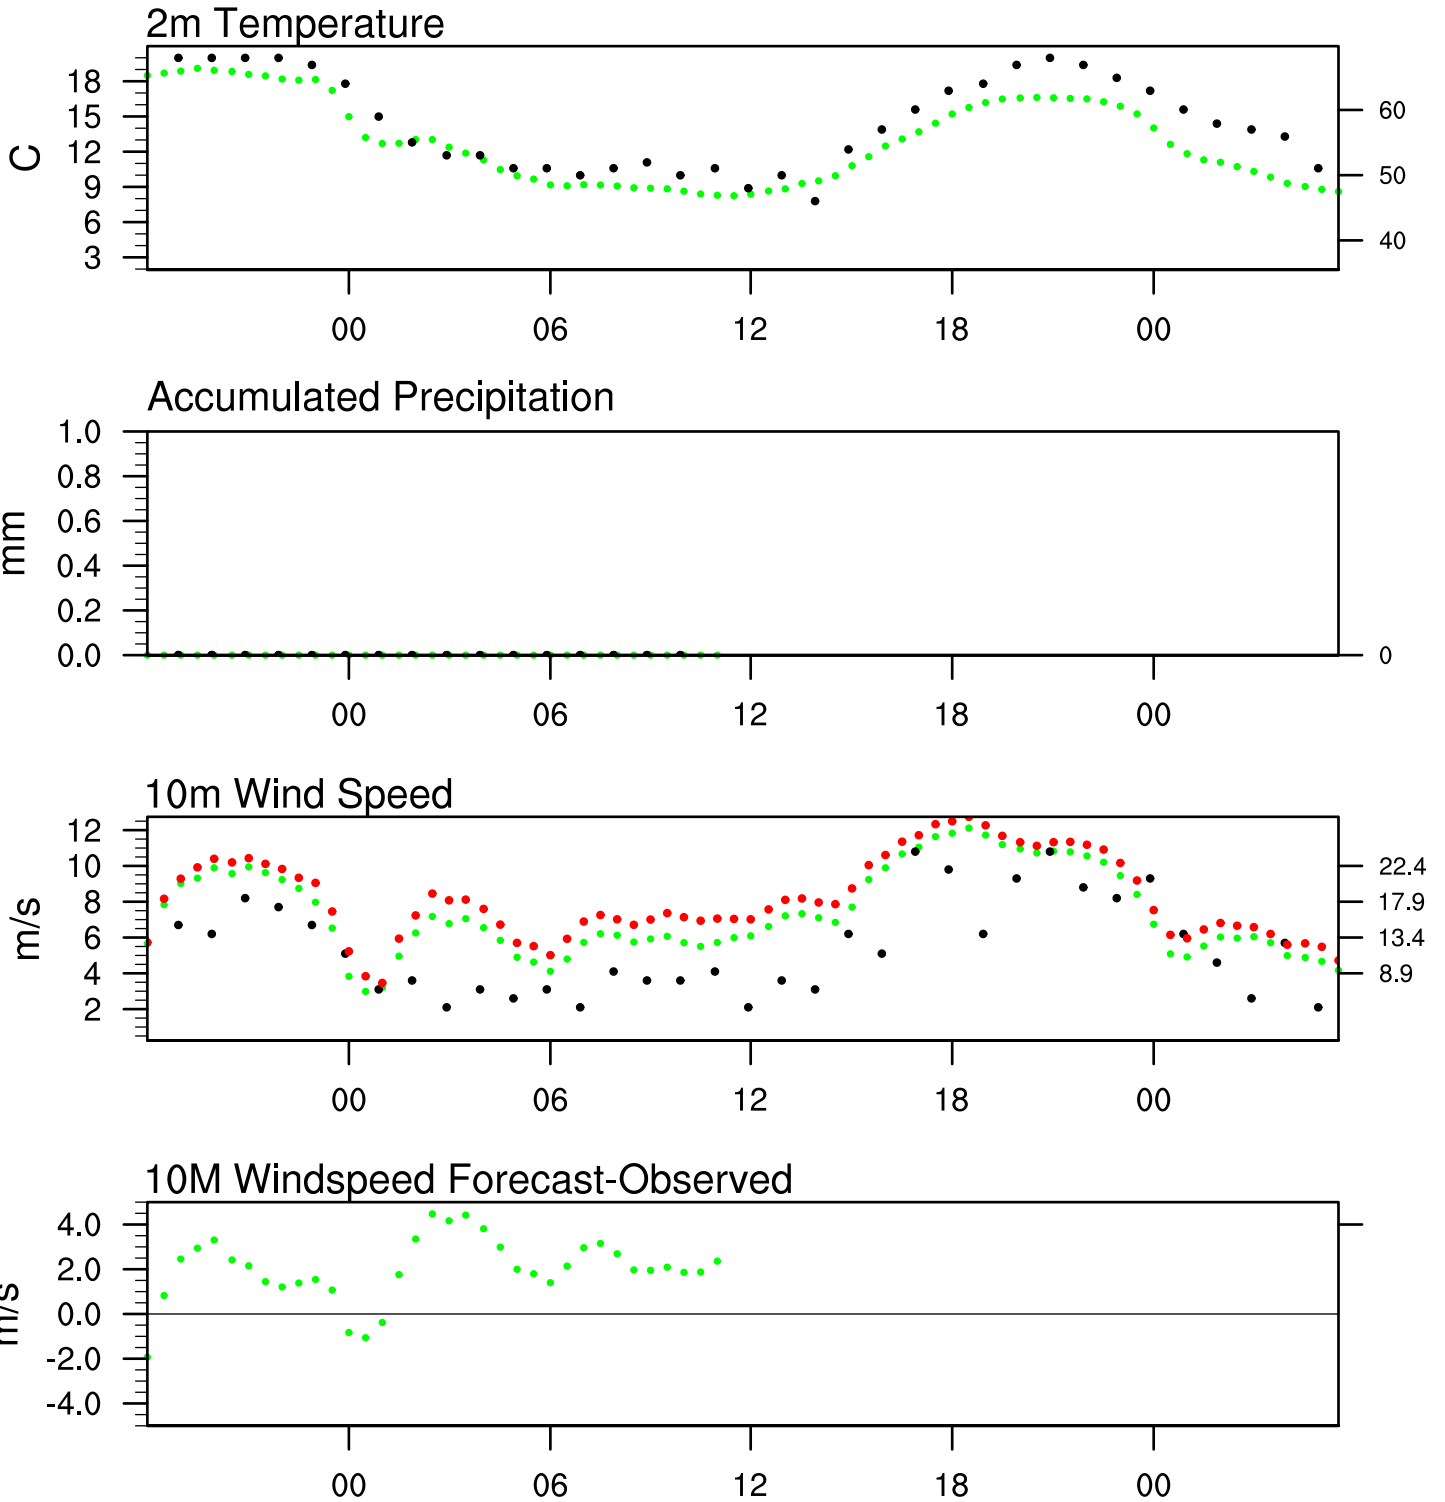 2m Temperature
18
15
12
9
6
3
C
60
50
40
00 06 12 18 00
Accumulated Precipitation
1.0
0.8
0.6
0.4
0.2
0.0
mm
0
00 06 12 18 00
10m Wind Speed
12
10
8
6
4
2
m/s
22.4
17.9
13.4
8.9
00 06 12 18 00
10M Windspeed Forecast-Observed
4.0
2.0
0.0
-2.0
-4.0
m/s
00 06 12 18 00